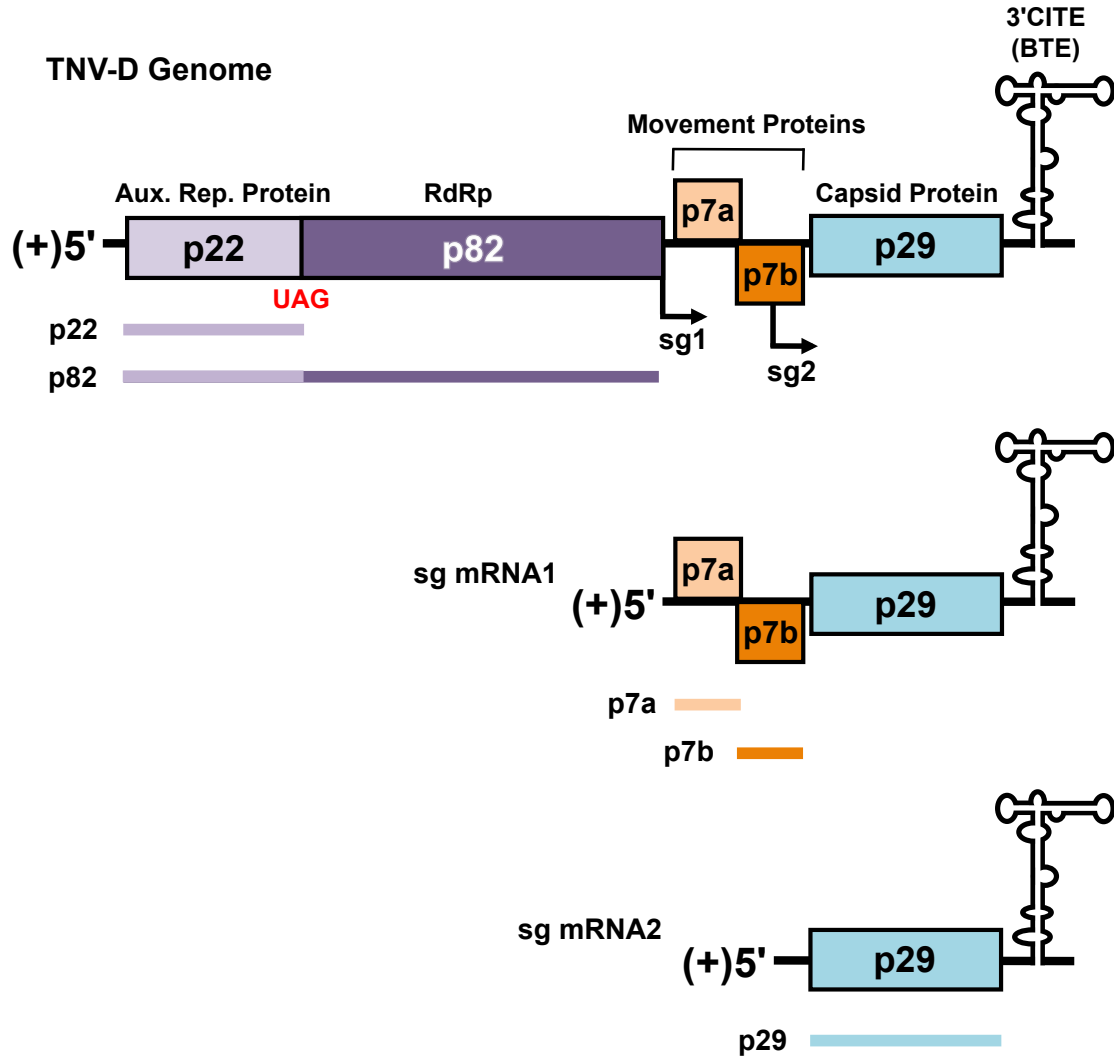 3'CITE
(BTE)
TNV-D Genome
Movement Proteins
Aux. Rep. Protein
RdRp
p7a
Capsid Protein
(+)5'
p22
p82
p7b
p29
UAG
p22
sg1
sg2
p82
sg mRNA1
p7a
(+)5'
p7b
p29
p7a
p7b
sg mRNA2
(+)5'
p29
p29